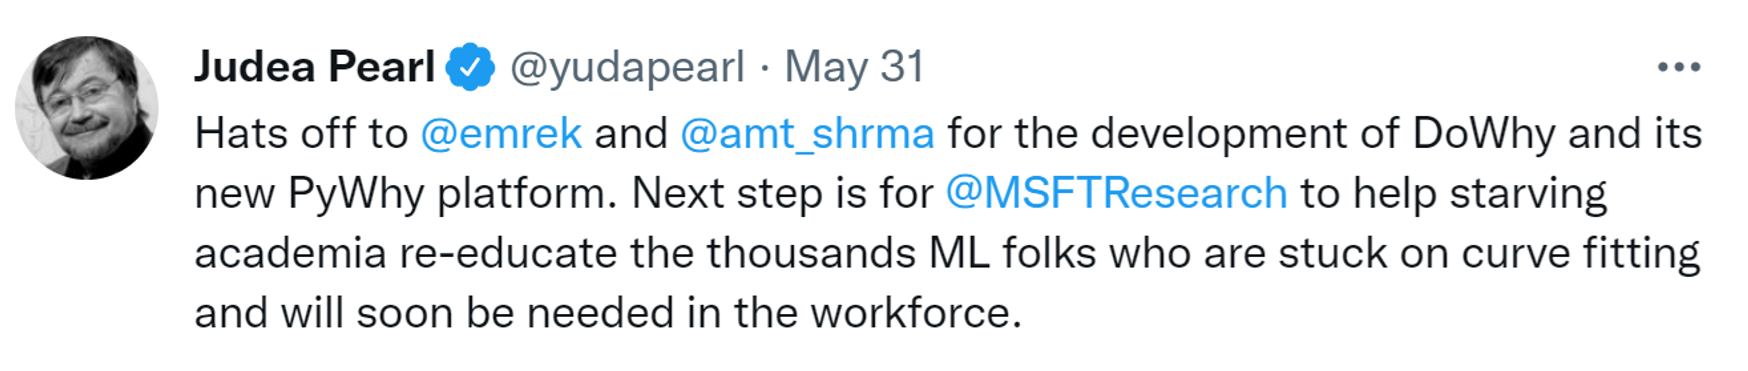 Judea Pearl @yudapearl · May 31
Hats off to @emrek and @amt_shrma for the development of DoWhy and its
new PyWhy platform. Next step is for @MSFTResearch to help starving
academia re-educate the thousands ML folks who are stuck on curve fitting
and will soon be needed in the workforce.